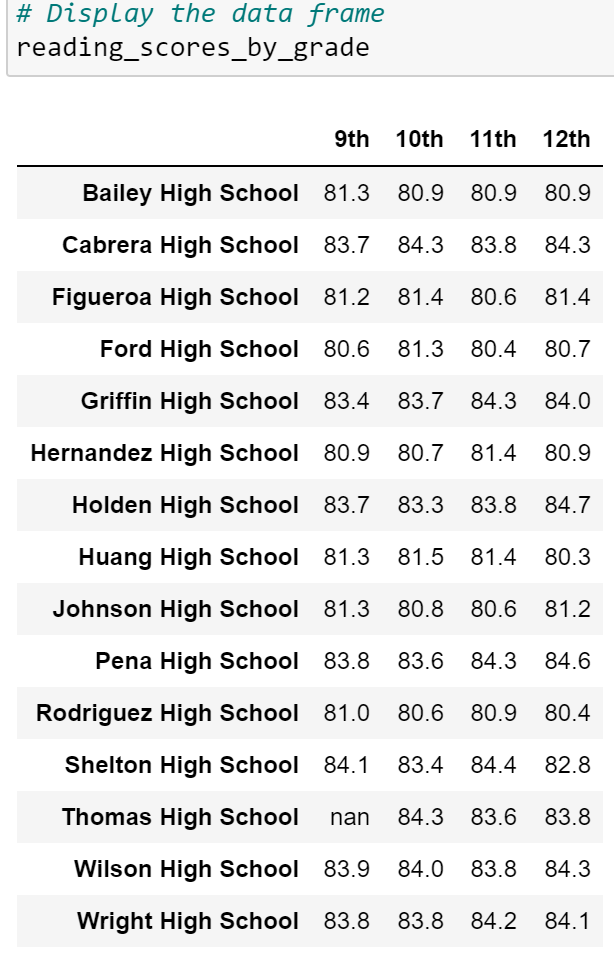 # Display the data frame
reading_scores_by_grade
9th 10th 11th 12th
Bailey High School 81.3 80.9 80.9 80.9
Cabrera High School 83.7 84.3 83.8 84.3
Figueroa High School 81.2 81.4 80.6 81.4
Ford High School 80.6 81.3 80.4 80.7
Griffin High School 83.4 83.7 84.3 84.0
Hernandez High School 80.9 80.7 81.4 80.9
Holden High School 83.7 83.3 83.8 84.7
Huang High School 81.3 81.5 81.4 80.3
Johnson High School 81.3 80.8 80.6 81.2
Pena High School 83.8 83.6 84.3 84.6
Rodriguez High School 81.0 80.6 80.9 80.4
Shelton High School 84.1 83.4 84.4 82.8
Thomas High School nan 84.3 83.6 83.8
Wilson High School 83.9 84.0 83.8 84.3
Wright High School 83.8 83.8 84.2 84.1